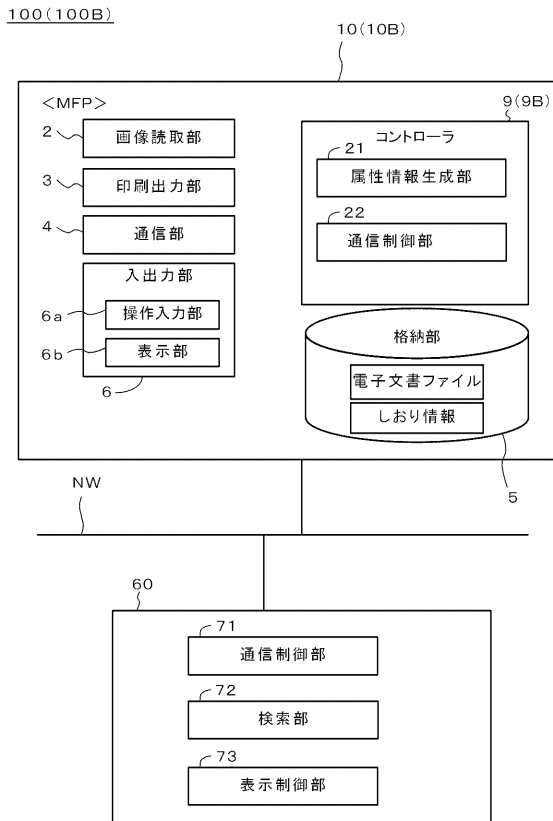 100(100B)
10(10B)
<MFP>
2
画像読取部
3
印刷出力部
4
通信部
入出力部
6a
操作入力部
6b
表示部
6
9(9B)
コントローラ
21
属性情報生成部
22
通信制御部
格納部
電子文書ファイル
しおり情報
5
NW
60
71
通信制御部
72
検索部
73
表示制御部